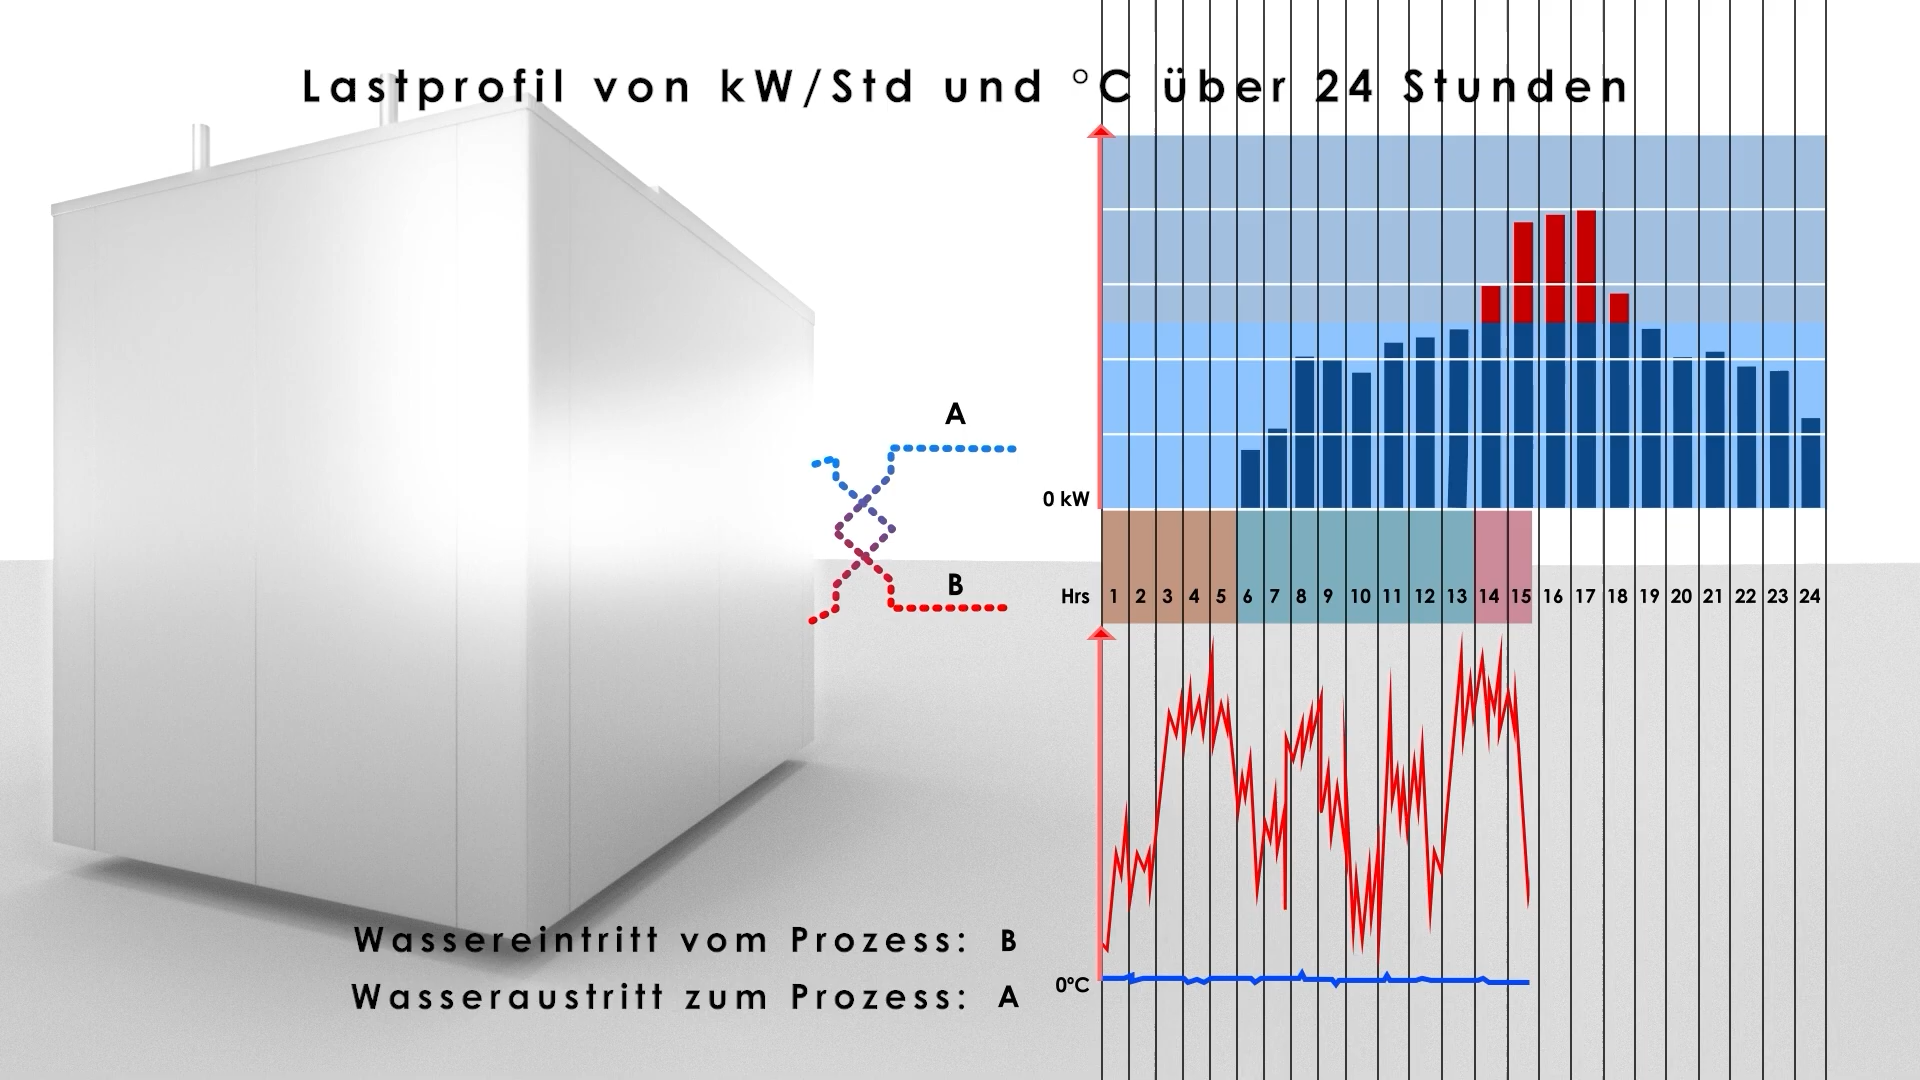 Lastprofil von kW/Std und °C über 24 Stunden
A
0 kW
B
Hrs 1 2 3 4 5 6 7 8 9 10 11 12 13 14 15 16 17 18 19 20 21 22 23 24
Wassereintritt vom Prozess: B
0°C
Wasseraustritt zum Prozess: A